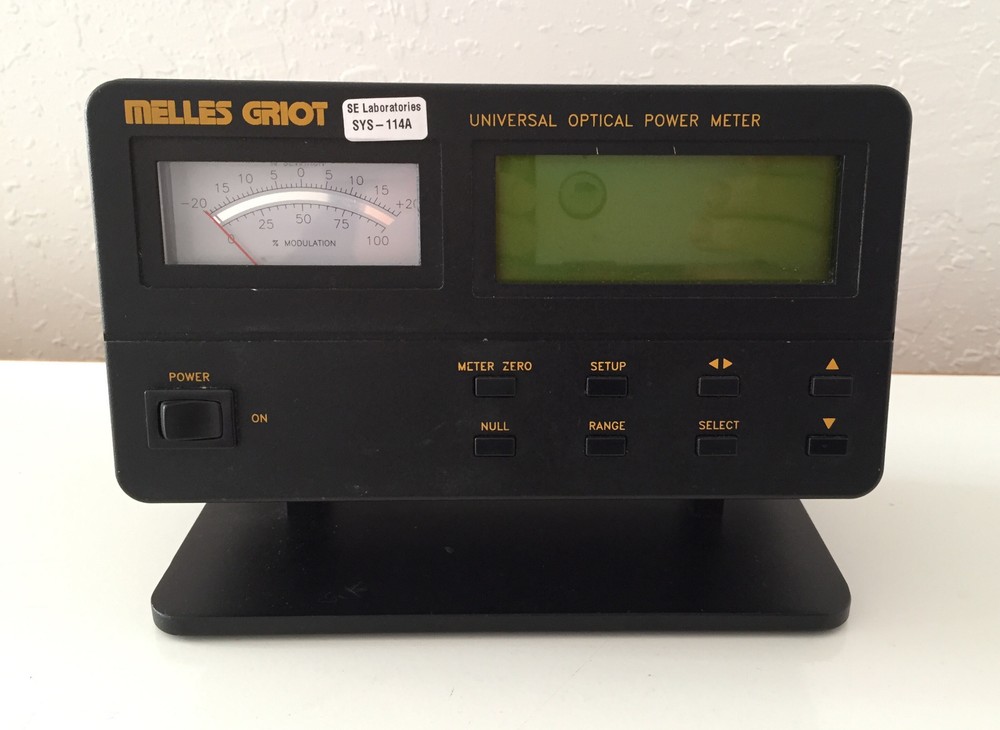 MELLES GRIOT
SE Laboratories
SYS-114A
UNIVERSAL OPTICAL POWER METER
15 10 5 0 5 10 15
-20
25 50 75
0
% MODULATION
100
POWER
ON
METER ZERO
SETUP
NULL
RANGE
SELECT